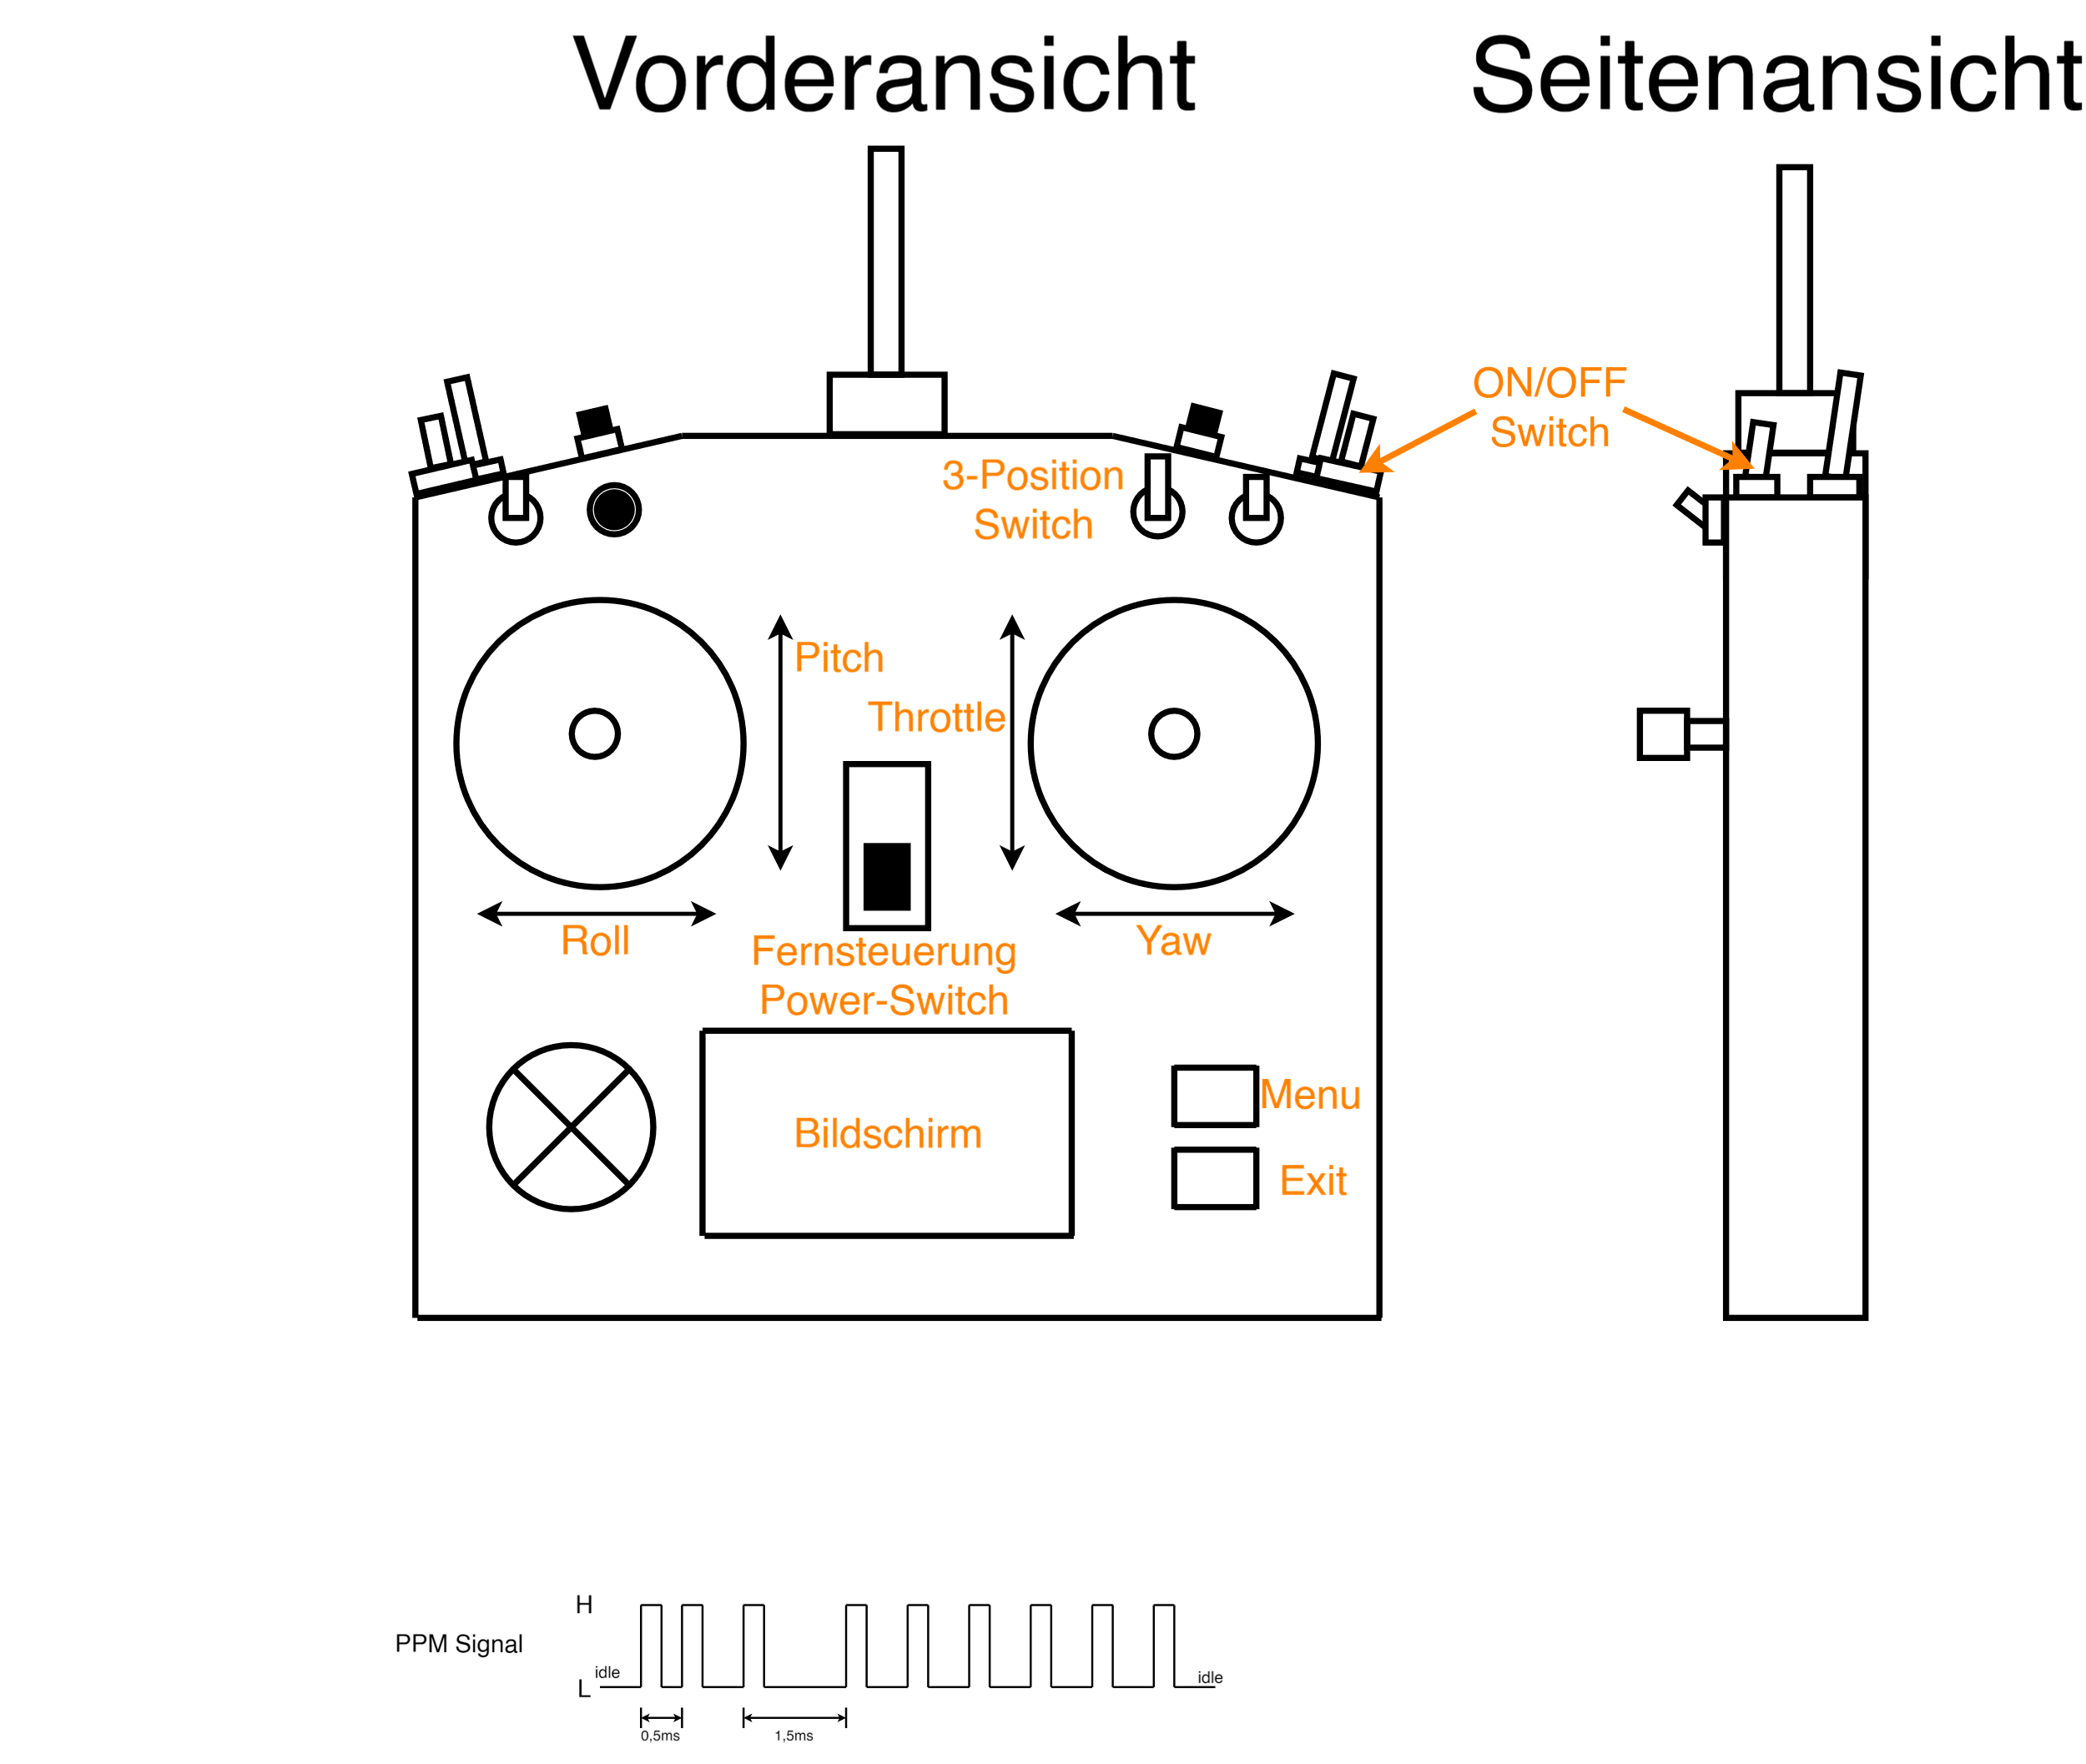 Vorderansicht
Seitenansicht
ON/OFF
Switch
3-Position
Switch
Pitch
Throttle
Roll
Yaw
Fernsteuerung
Power-Switch
Bildschirm
Menu
Exit
H
PPM Signal
idle
L
idle
0,5ms
1,5ms